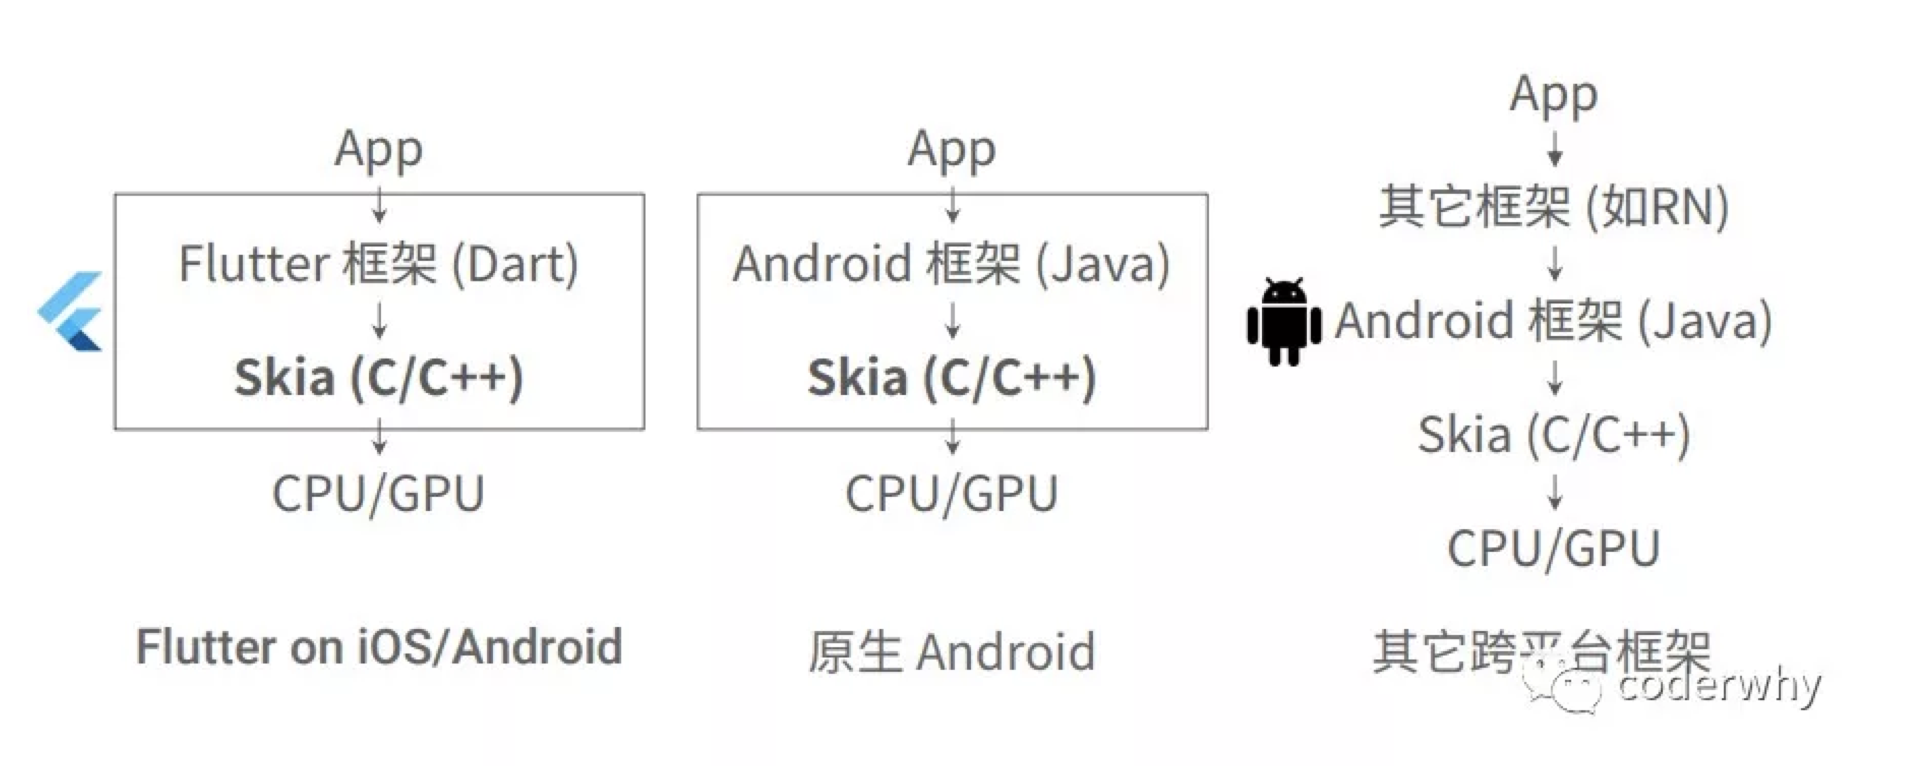 App
Flutter 框架 (Dart)
Skia (C/C++)
CPU/GPU
Flutter on iOS/Android
App
Android 框架 (Java)
Skia (C/C++)
CPU/GPU
原生 Android
App
其它框架 (如RN)
Android 框架 (Java)
Skia (C/C++)
CPU/GPU
其它跨平台框架
coderwhy